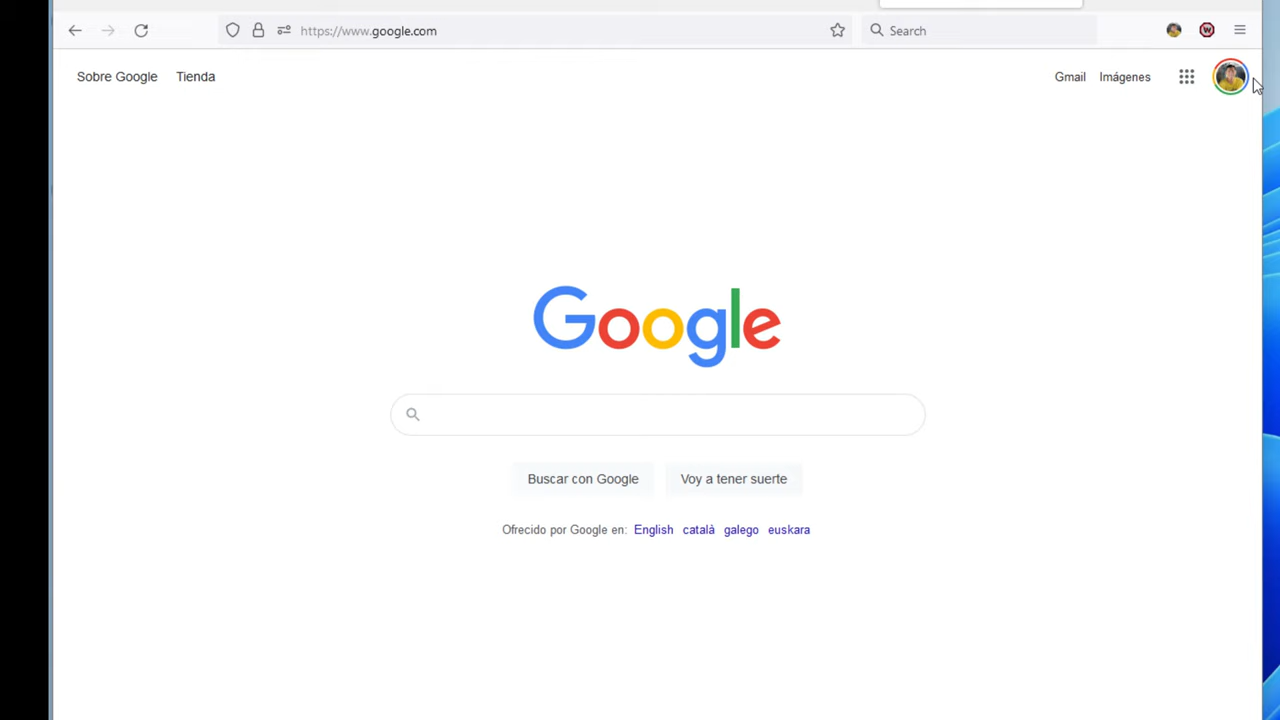 https://www.google.com
Search
Sobre Google
Tienda
Gmail
Imágenes
Google
Buscar con Google
Voy a tener suerte
Ofrecido por Google en: English català galego euskara